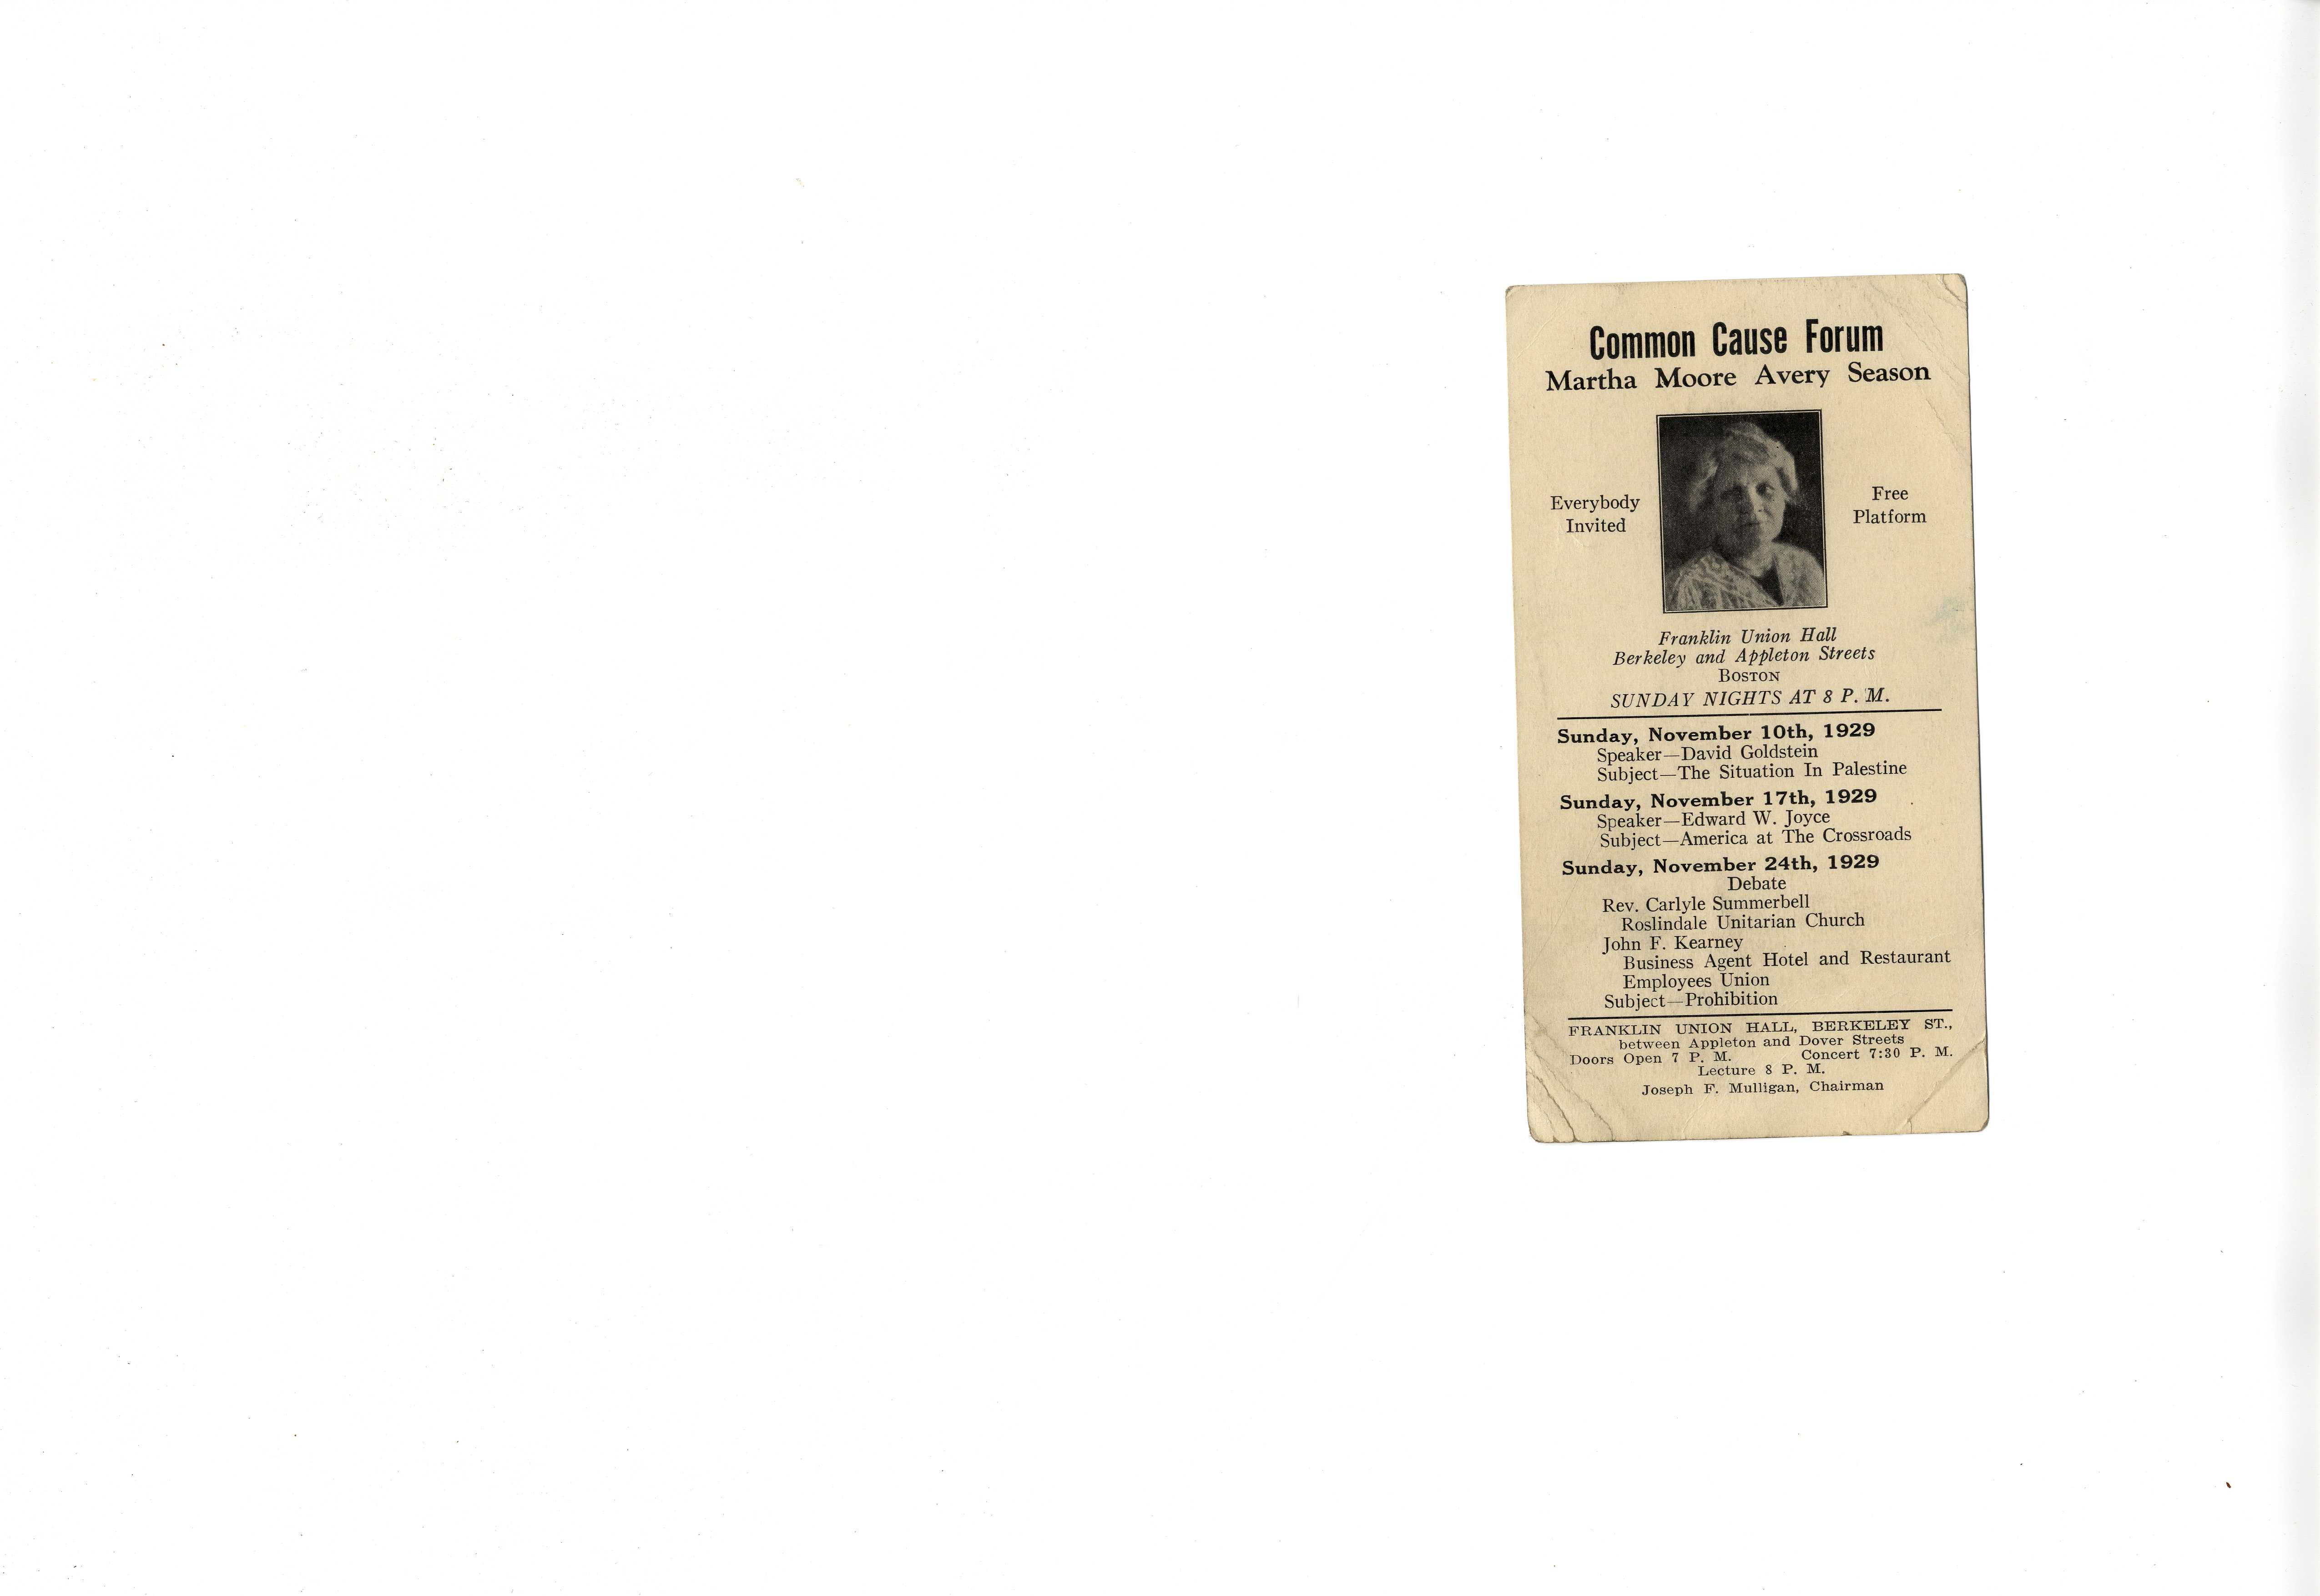 Common Cause Forum
Martha Moore Avery Season
Everybody
Invited
Free
Platform
Franklin Union Hall
Berkeley and Appleton Streets
BOSTON
SUNDAY NIGHTS AT 8 P. M.
Sunday, November 10th, 1929
Speaker—David Goldstein
Subject—The Situation In Palestine
Sunday, November 17th, 1929
Speaker—Edward W. Joyce
Subject—America at The Crossroads
Sunday, November 24th, 1929
Debate
Rev. Carlyle Summerbell
Roslindale Unitarian Church
John F. Kearney
Business Agent Hotel and Restaurant
Employees Union
Subject—Prohibition
FRANKLIN UNION HALL, BERKELEY ST.,
between Appleton and Dover Streets
Doors Open 7 P. M. Concert 7:30 P. M.
Lecture 8 P. M.
Joseph F. Mulligan, Chairman